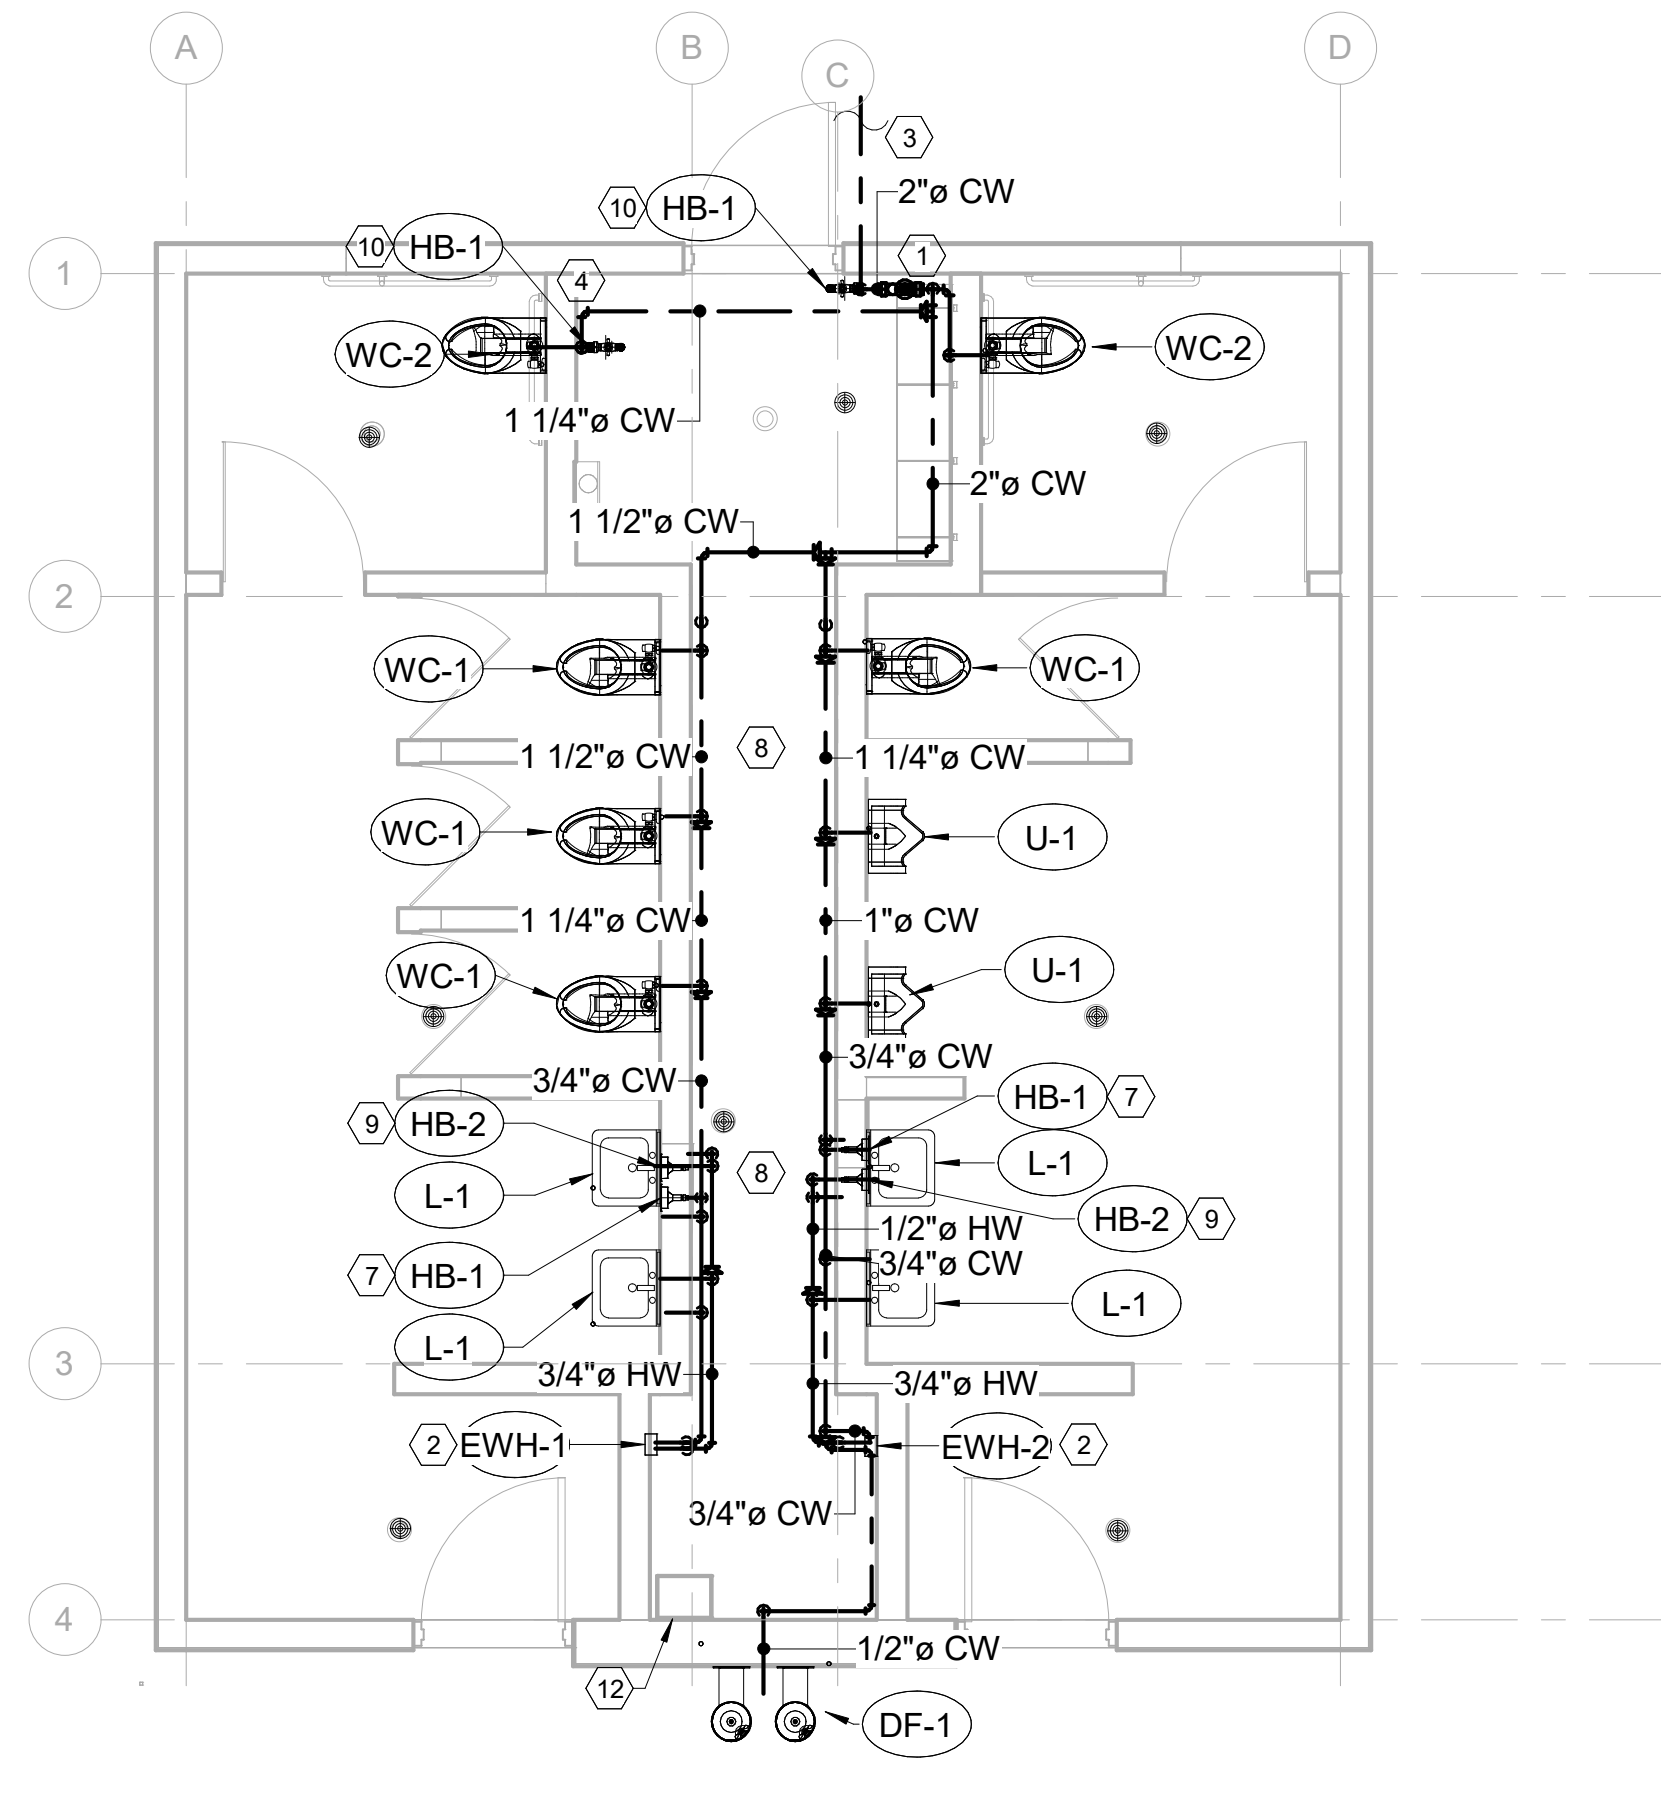 A
B
C
D
3
2"ø CW
10 HB-1
10 HB-1
1
1
4
WC-2
WC-2
1 1/4"ø CW
2"ø CW
1 1/2"ø CW
2
WC-1
WC-1
1 1/2"ø CW
8
1 1/4"ø CW
WC-1
U-1
1 1/4"ø CW
1"ø CW
WC-1
U-1
3/4"ø CW
3/4"ø CW
9 HB-2
HB-1 7
L-1
8
L-1
HB-2 9
1/2"ø HW
3/4"ø CW
7 HB-1
L-1
L-1
3
3/4"ø HW
3/4"ø HW
2 EWH-1
EWH-2 2
3/4"ø CW
4
1/2"ø CW
12
DF-1